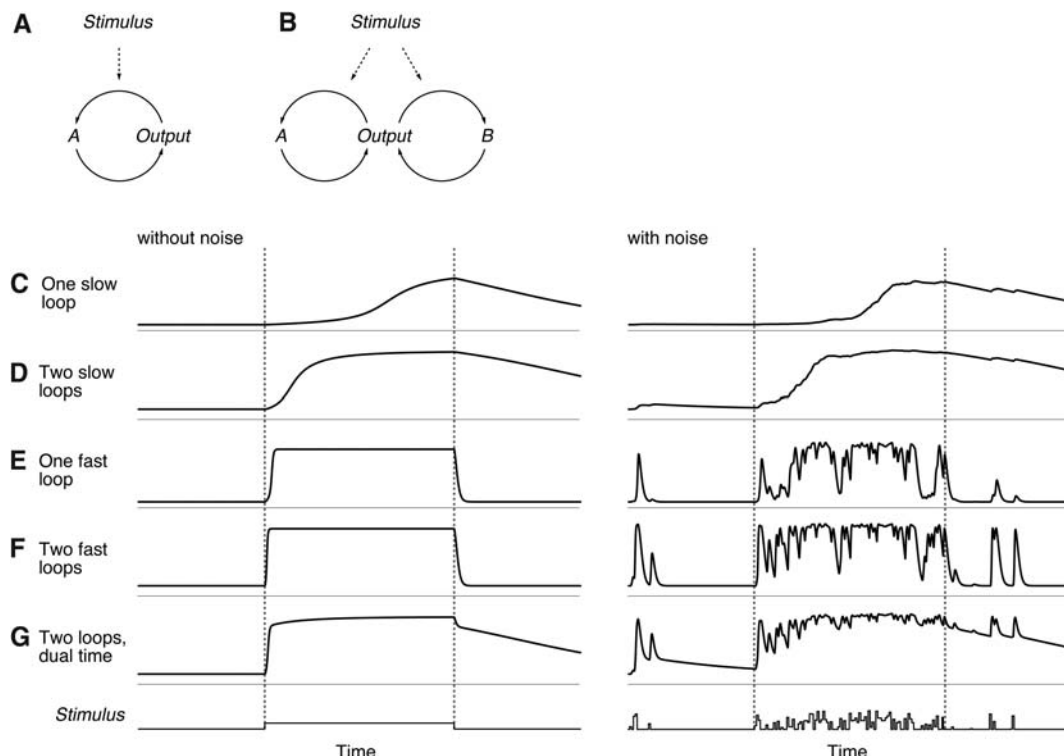 A Stimulus B Stimulus
A Output A Output B
without noise with noise
C One slow
loop
D Two slow
loops
E One fast
loop
F Two fast
loops
G Two loops,
dual time
Stimulus
Time Time